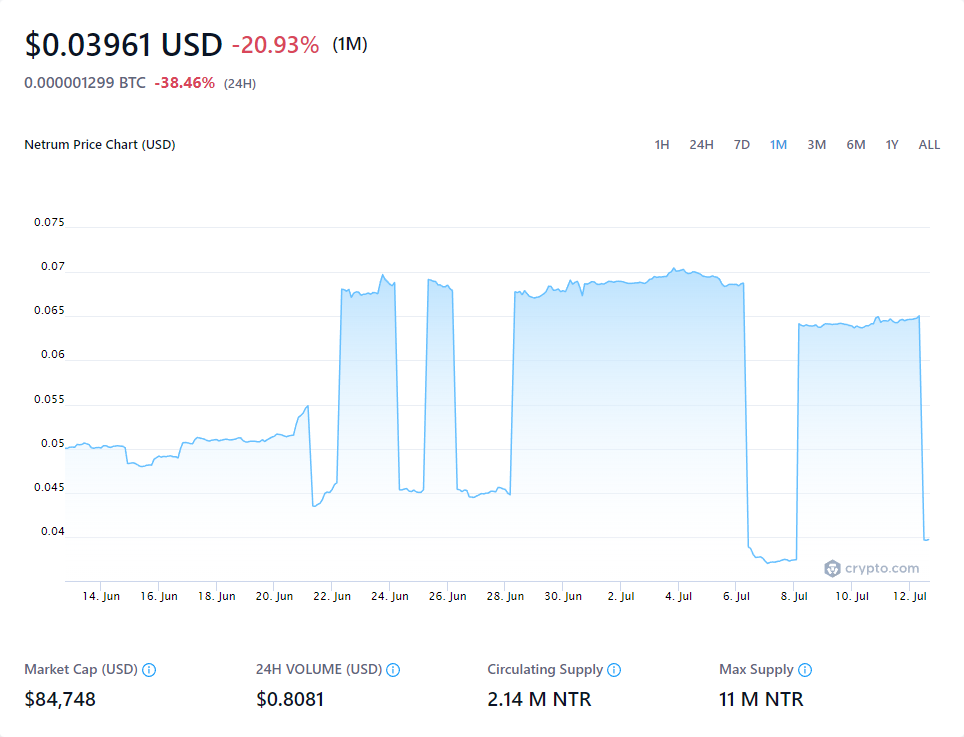 $0.03961 USD -20.93% (1M)
0.000001299 BTC -38.46% (24H)
Netrum Price Chart (USD) 1H 24H 7D 1M 3M 6M 1Y ALL
0.075
0.07
0.065
0.06
0.055
0.05
0.045
0.04
crypto.com
14. Jun 16. Jun 18. Jun 20. Jun 22. Jun 24. Jun 26. Jun 28. Jun 30. Jun 2. Jul 4. Jul 6. Jul 8. Jul 10. Jul 12. Jul
Market Cap (USD) 24H VOLUME (USD) Circulating Supply Max Supply
$84,748 $0.8081 2.14 M NTR 11 M NTR